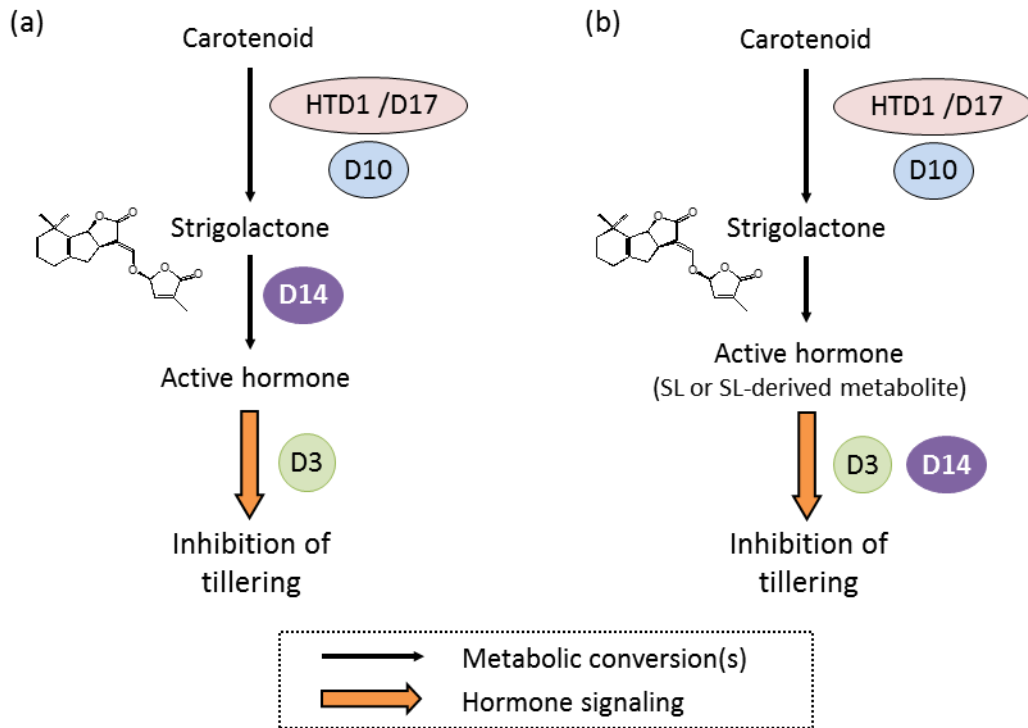 (a)
Carotenoid
HTD1 /D17
D10
Strigolactone
O
O
O
O
O
D14
Active hormone
D3
Inhibition of
tillering
(b)
Carotenoid
HTD1 /D17
D10
Strigolactone
O
O
O
O
O
Active hormone
(SL or SL-derived metabolite)
D3 D14
Inhibition of
tillering
Metabolic conversion(s)
Hormone signaling